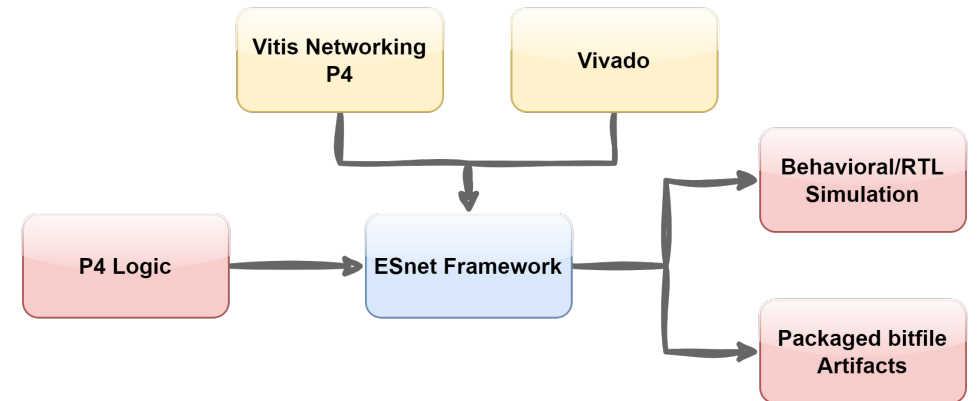 Vitis Networking
P4
Vivado
Behavioral/RTL
Simulation
P4 Logic
ESnet Framework
Packaged bitfile
Artifacts